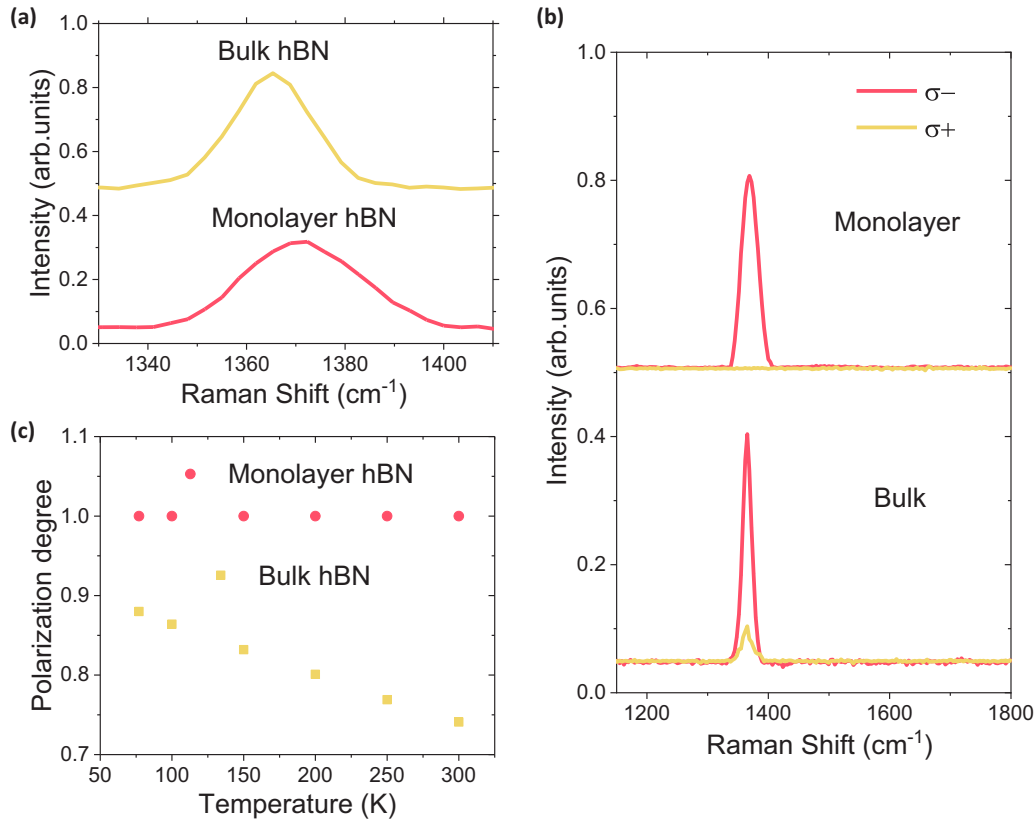 (a)
1.0
0.8
0.6
0.4
0.2
0.0
Intensity (arb.units)
Bulk hBN
Monolayer hBN
1340
1360
1380
1400
Raman Shift (cm⁻¹)
(b)
1.0
0.8
0.6
0.4
0.2
0.0
Intensity (arb.units)
σ−
σ+
Monolayer
Bulk
1200
1400
1600
1800
Raman Shift (cm⁻¹)
(c)
1.1
1.0
0.9
0.8
0.7
Polarization degree
Monolayer hBN
Bulk hBN
50
100
150
200
250
300
Temperature (K)